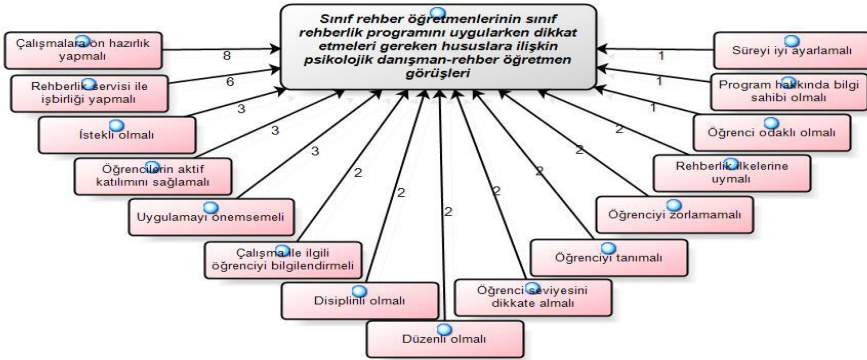 Sınıf rehber öğretmenlerinin sınıf
rehberlik programını uygularken dikkat
etmeleri gereken hususlara ilişkin
psikolojik danışman-rehber öğretmen
görüşleri
Çalışmalara ön hazırlık
yapmalı
8
Rehberlik servisi ile
işbirliği yapmalı
6
İstekli olmalı
3
Öğrencilerin aktif
katılımını sağlamalı
3
Uygulamayı önemsemeli
3
Çalışma ile ilgili
öğrenciyi bilgilendirmeli
2
Disiplinli olmalı
2
Düzenli olmalı
2
Öğrenci seviyesini
dikkate almalı
2
Öğrenciyi tanımalı
2
Öğrenciyi zorlamamalı
2
Rehberlik ilkelerine
uymalı
2
Öğrenci odaklı olmalı
1
Program hakkında bilgi
sahibi olmalı
1
Süreyi iyi ayarlamalı
1